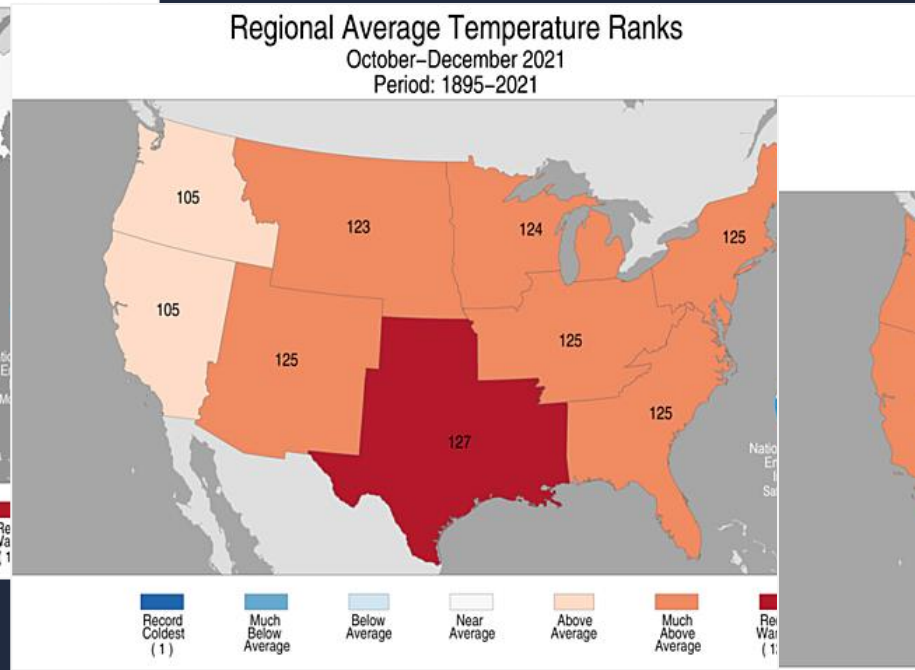 Regional Average Temperature Ranks
October–December 2021
Period: 1895–2021
105
123
124
125
105
125
125
125
127
Record
Coldest
( 1 )
Much
Below
Average
Below
Average
Near
Average
Above
Average
Much
Above
Average